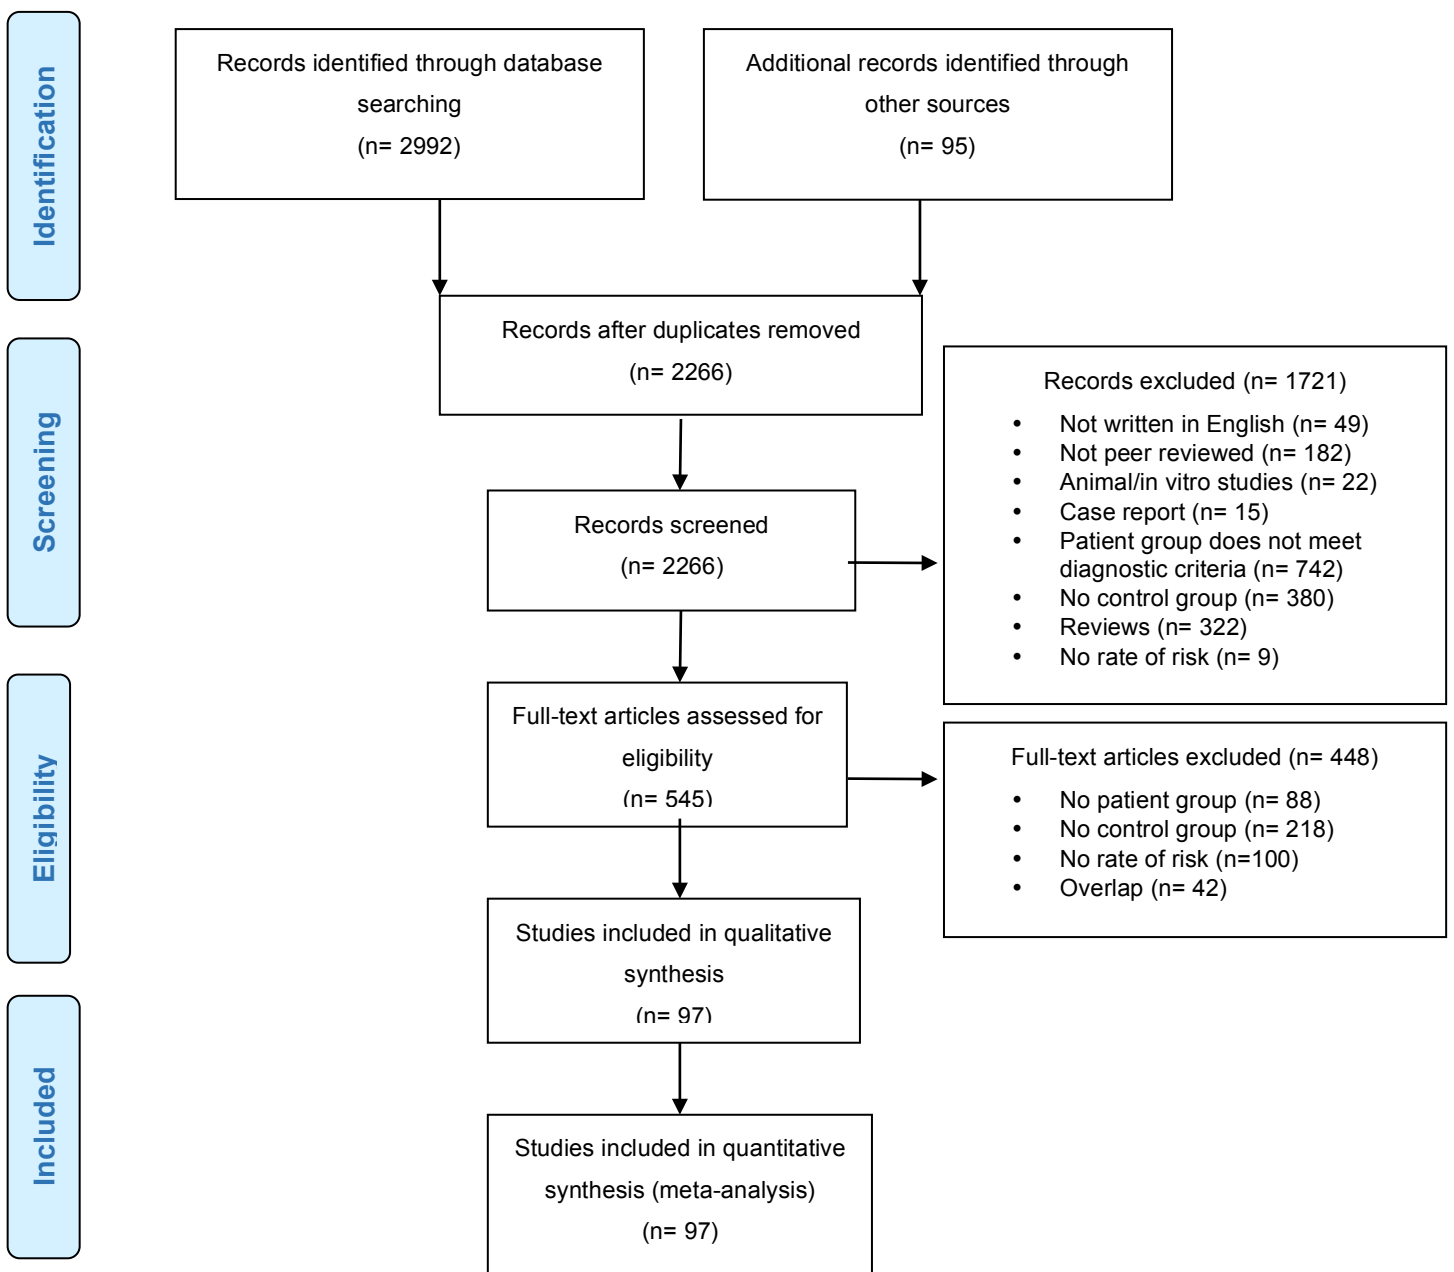 Identification
Records identified through database
searching
(n= 2992)
Additional records identified through
other sources
(n= 95)
Records after duplicates removed
(n= 2266)
Screening
Records screened
(n= 2266)
Records excluded (n= 1721)
• Not written in English (n= 49)
• Not peer reviewed (n= 182)
• Animal/in vitro studies (n= 22)
• Case report (n= 15)
• Patient group does not meet
diagnostic criteria (n= 742)
• No control group (n= 380)
• Reviews (n= 322)
• No rate of risk (n= 9)
Eligibility
Full-text articles assessed for
eligibility
(n= 545)
Full-text articles excluded (n= 448)
• No patient group (n= 88)
• No control group (n= 218)
• No rate of risk (n=100)
• Overlap (n= 42)
Studies included in qualitative
synthesis
(n= 97)
Included
Studies included in quantitative
synthesis (meta-analysis)
(n= 97)